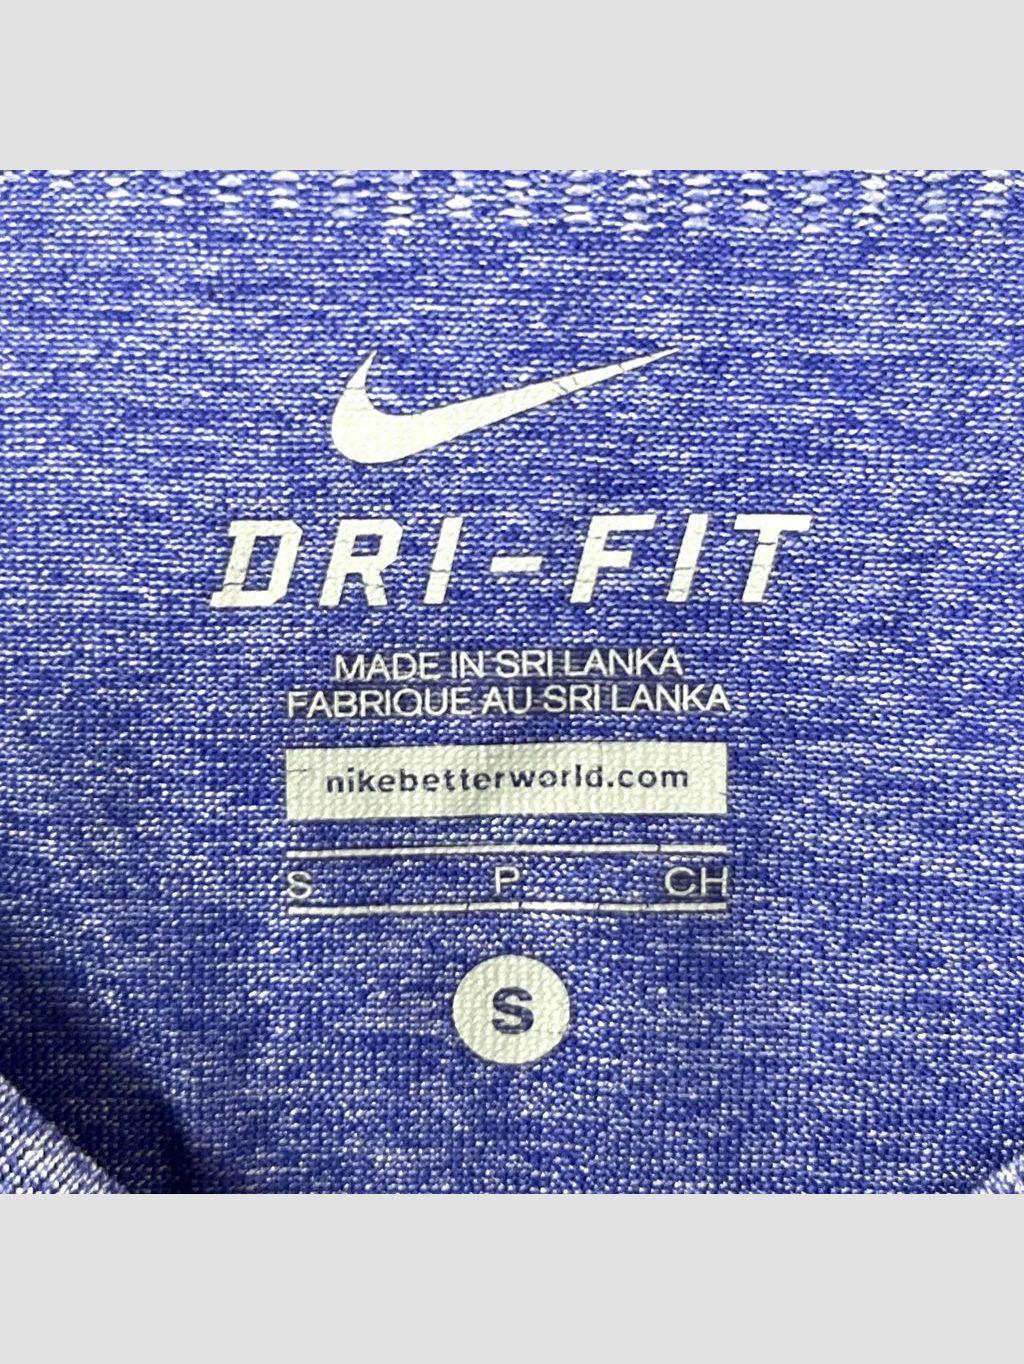 DRI-FIT
MADE IN SRI LANKA
FABRIQUE AU SRI LANKA
nikebetterworld.com
S P CH
S